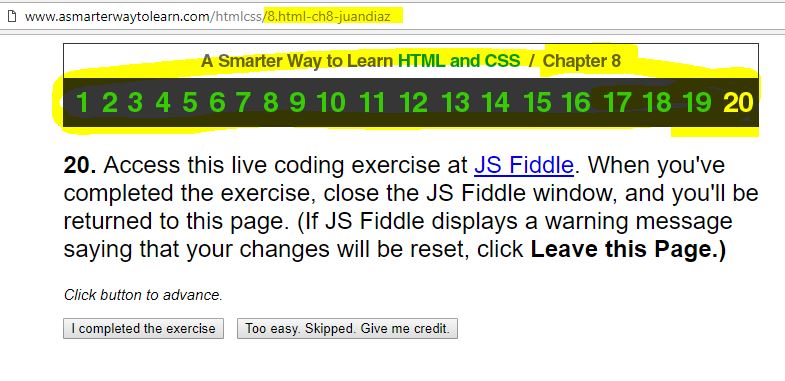 www.asmarterwaytolearn.com/htmlcss/8.html-ch8-juandiaz
A Smarter Way to Learn HTML and CSS / Chapter 8
1 2 3 4 5 6 7 8 9 10 11 12 13 14 15 16 17 18 19 20
20. Access this live coding exercise at JS Fiddle. When you've
completed the exercise, close the JS Fiddle window, and you'll be
returned to this page. (If JS Fiddle displays a warning message
saying that your changes will be reset, click Leave this Page.)
Click button to advance.
I completed the exercise Too easy. Skipped. Give me credit.